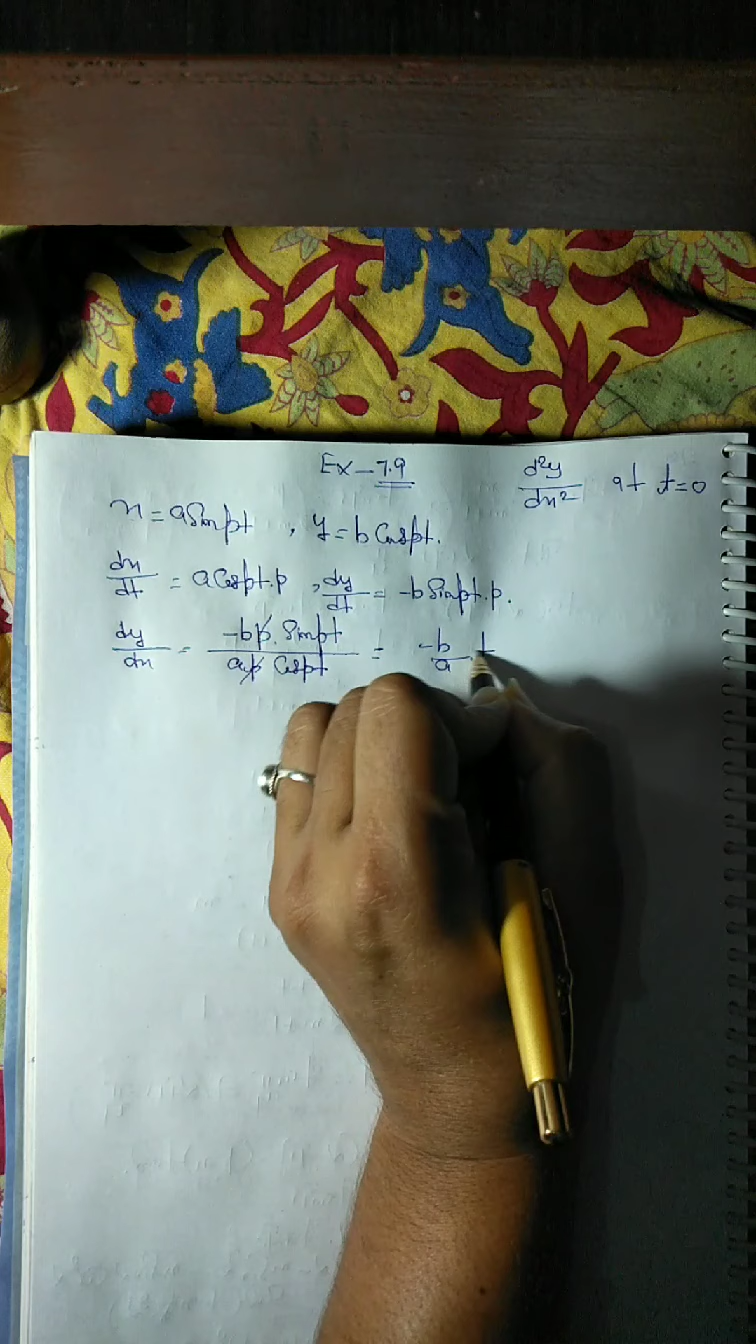 Ex - 7.9
d²y/dx² at t=0
x = a Sin pt , y = b Cos pt.
dx/dt = a Cos pt . p , dy/dt = -b Sin pt . p.
dy/dx = -bp . Sin pt / ap Cos pt = -b/a t